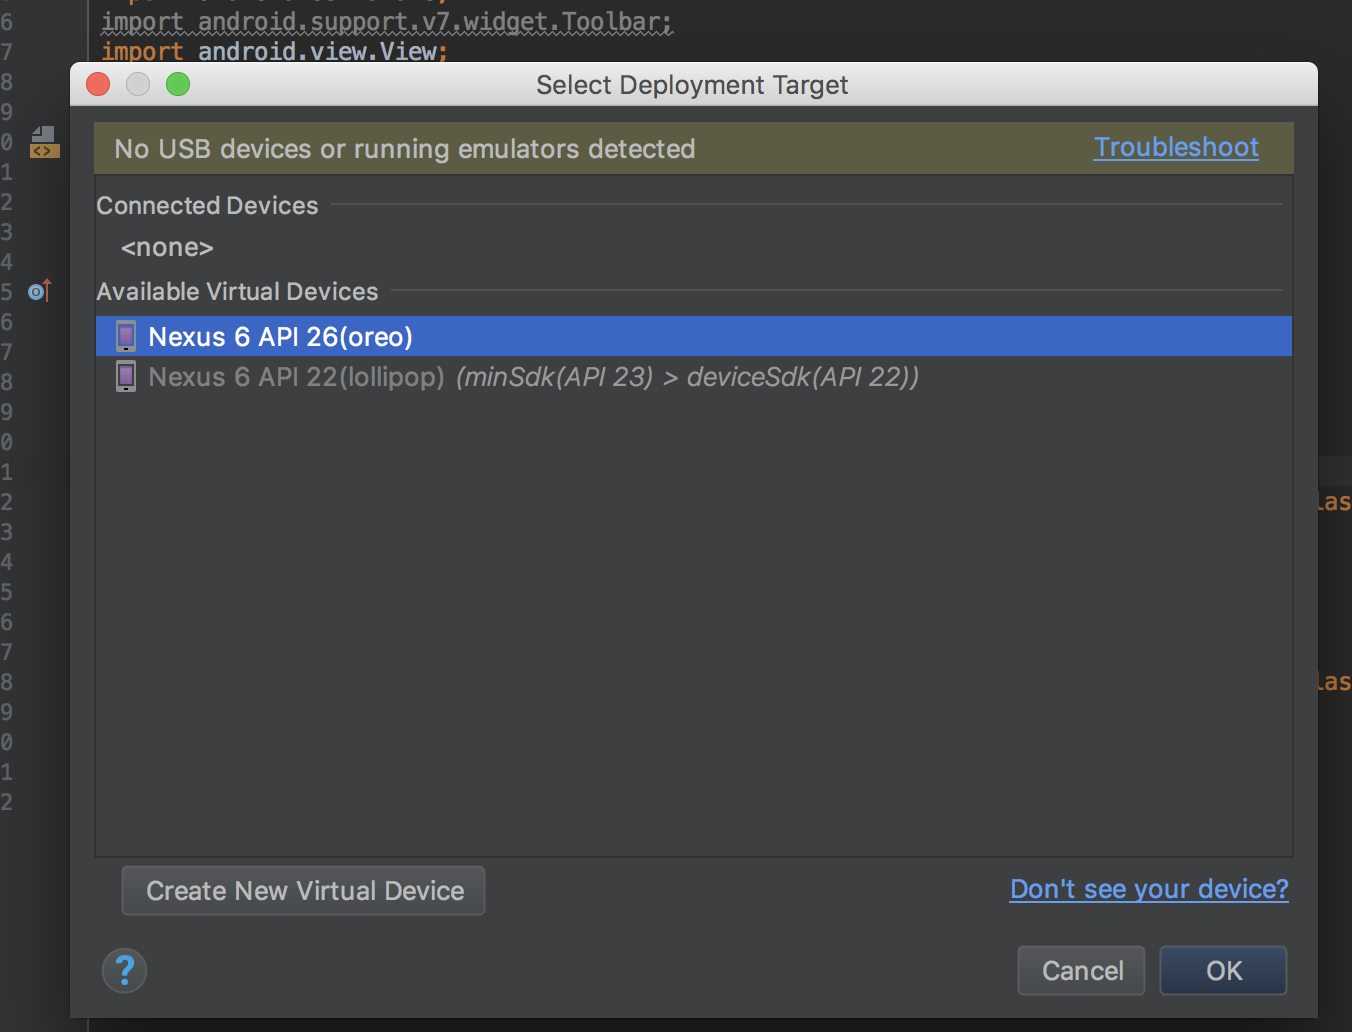 6 import android.support.v7.widget.Toolbar;
7 import android.view.View;
8
Select Deployment Target
9
No USB devices or running emulators detected Troubleshoot
0 <>
1
2 Connected Devices
3 <none>
4
5 Available Virtual Devices
6
7 Nexus 6 API 26(oreo)
8 Nexus 6 API 22(lollipop) (minSdk(API 23) > deviceSdk(API 22))
9
0
1
2 las
3
4
5
6
7
8 las
9
0
1
2
Create New Virtual Device Don't see your device?
? Cancel OK